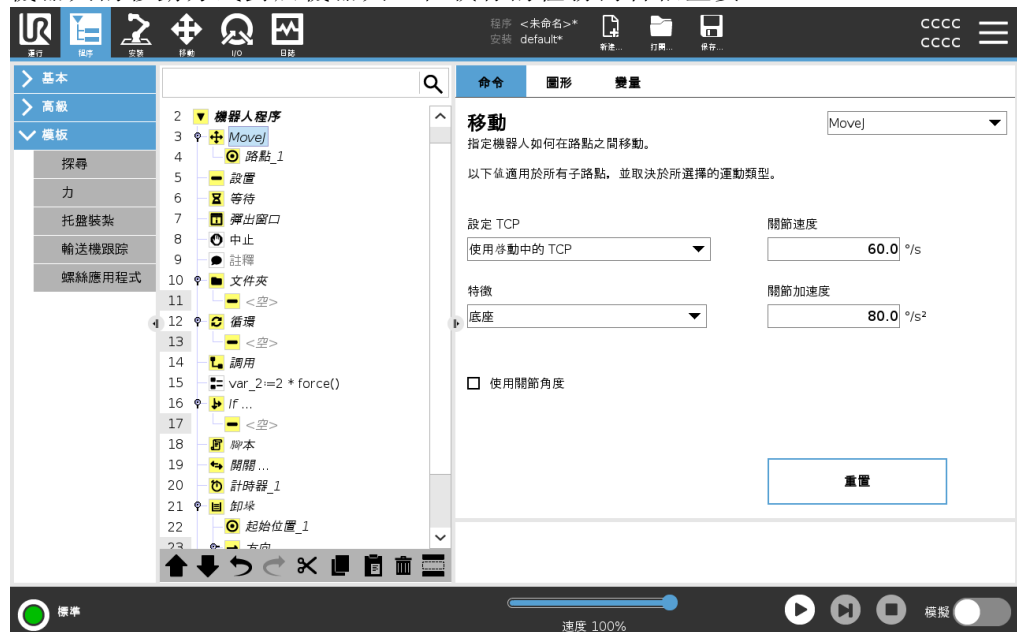 程序 <未命名>*
安裝 default*
新建... 打開... 保存...
運行 程序 安裝 移動 I/O 日誌
CCCC
CCCC
基本
高級
模板
探尋
力
托盤裝紮
輸送機跟踪
螺絲應用程式
2 機器人程序
3 MoveJ
4 路點_1
5 設置
6 等待
7 彈出窗口
8 中止
9 註釋
10 文件夾
11 <空>
12 循環
13 <空>
14 調用
15 var_2:=2 * force()
16 If ...
17 <空>
18 腳本
19 開關 ...
20 計時器_1
21 卸垛
22 起始位置_1
23 方向
命令 圖形 變量
移動
MoveJ
指定機器人如何在路點之間移動。
以下值適用於所有子路點，並取決於所選擇的運動類型。
設定 TCP
使用啓動中的 TCP
關節速度
60.0 °/s
特徵
底座
關節加速度
80.0 °/s²
使用關節角度
重置
標準
速度 100%
模擬